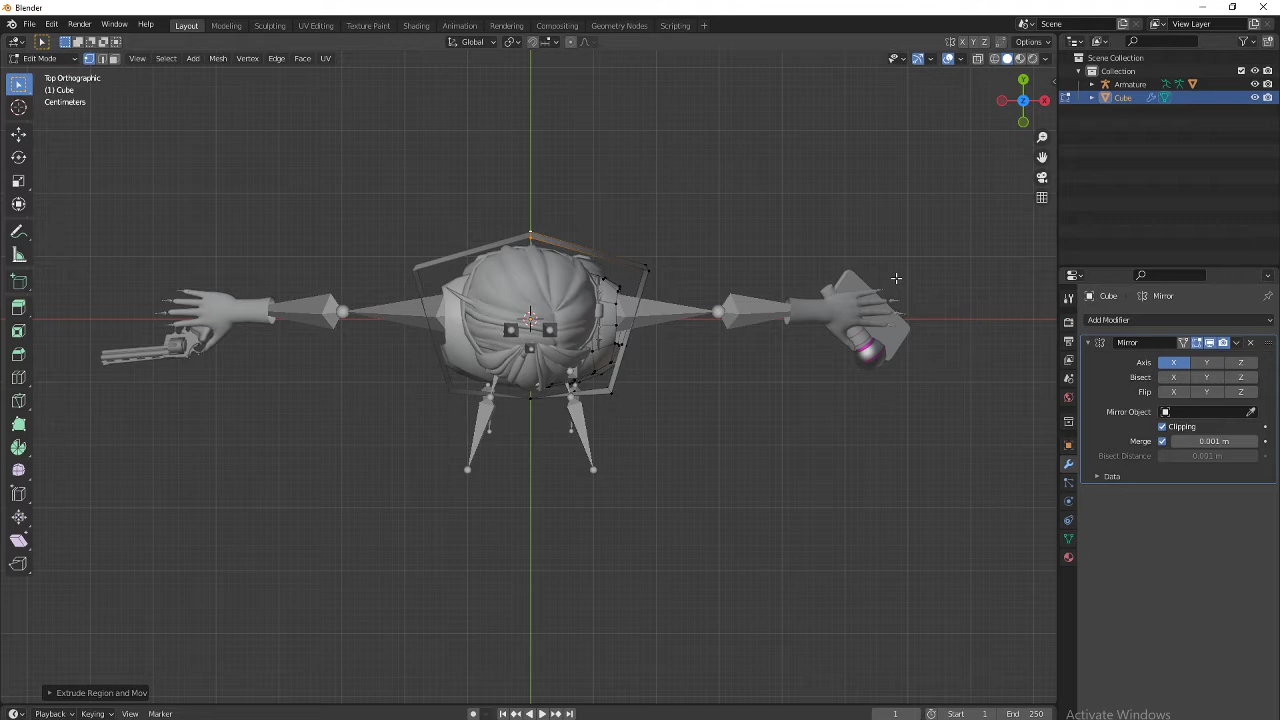 Blender
File Edit Render Window Help Layout Modeling Sculpting UV Editing Texture Paint Shading Animation Rendering Compositing Geometry Nodes Scripting + Scene View Layer
Global X Y Z Options
Edit Mode View Select Add Mesh Vertex Edge Face UV
Top Orthographic
(1) Cube
Centimeters
Y
Z X
Scene Collection
Collection
Armature
Cube
Cube Mirror
Add Modifier
Mirror
Axis X Y Z
Bisect X Y Z
Flip X Y Z
Mirror Object
Clipping
Merge 0.001 m
Bisect Distance 0.001 m
Data
Extrude Region and Mov
Playback Keying View Marker 1 Start 1 End 250
Activate Windows